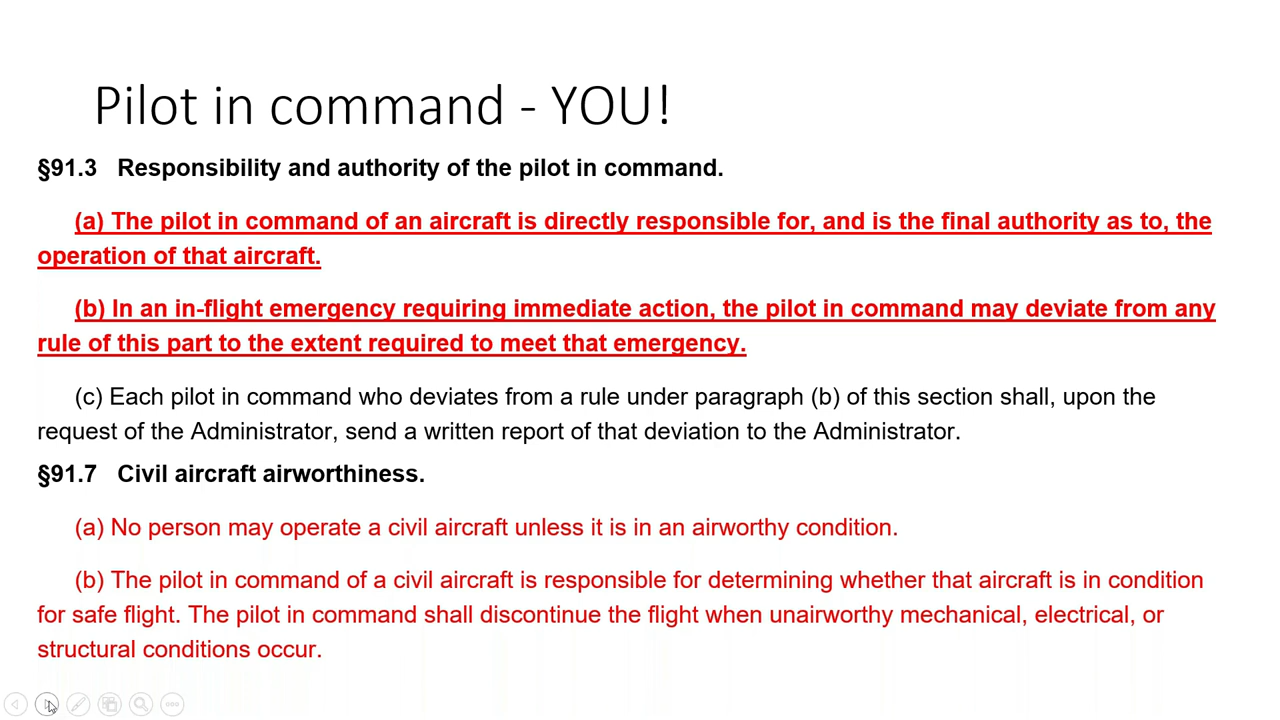 Pilot in command - YOU!
§91.3 Responsibility and authority of the pilot in command.
(a) The pilot in command of an aircraft is directly responsible for, and is the final authority as to, the
operation of that aircraft.
(b) In an in-flight emergency requiring immediate action, the pilot in command may deviate from any
rule of this part to the extent required to meet that emergency.
(c) Each pilot in command who deviates from a rule under paragraph (b) of this section shall, upon the
request of the Administrator, send a written report of that deviation to the Administrator.
§91.7 Civil aircraft airworthiness.
(a) No person may operate a civil aircraft unless it is in an airworthy condition.
(b) The pilot in command of a civil aircraft is responsible for determining whether that aircraft is in condition
for safe flight. The pilot in command shall discontinue the flight when unairworthy mechanical, electrical, or
structural conditions occur.